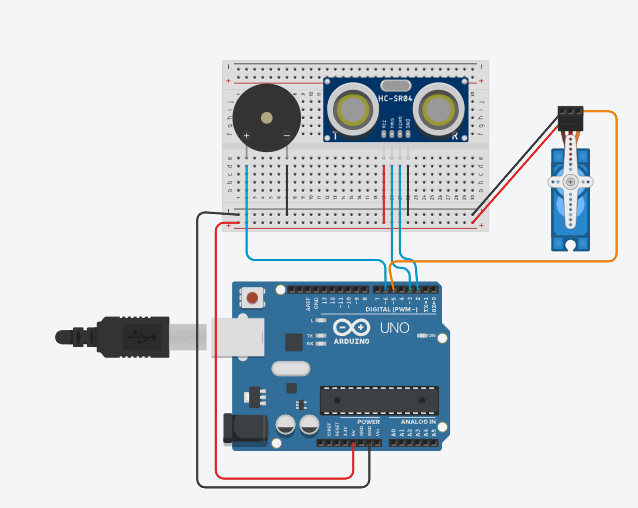 HC-SR04
VCC
TRIG
ECHO
GND
+
−
AREF
GND
13
12
~11
~10
~9
8
7
~6
~5
4
~3
2
TX→1
RX←0
DIGITAL (PWM~)
L
TX
RX
UNO
ARDUINO
ON
POWER
ANALOG IN
IOREF
RESET
3.3V
5V
GND
GND
Vin
A0
A1
A2
A3
A4
A5